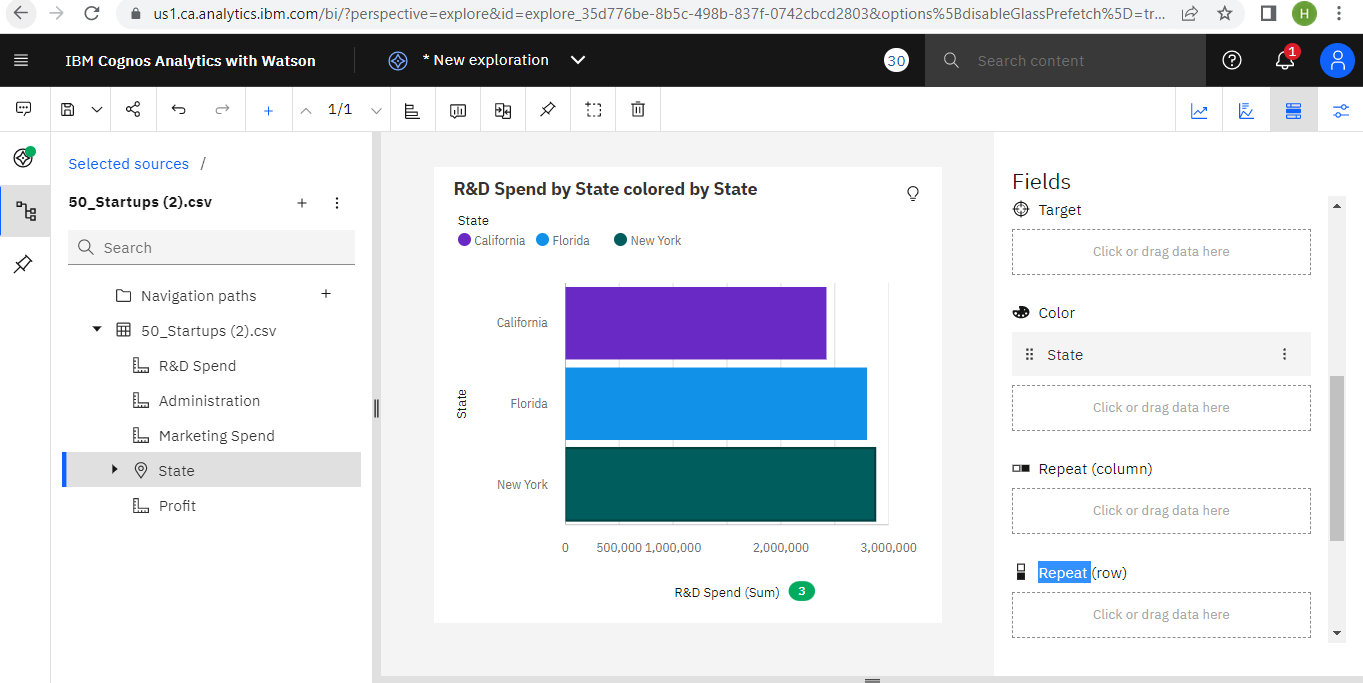 us1.ca.analytics.ibm.com/bi/?perspective=explore&id=explore_35d776be-8b5c-498b-837f-0742cbcd2803&options%5BdisableGlassPrefetch%5D=tr...
H
IBM Cognos Analytics with Watson
* New exploration
30
Search content
1
1/1
Selected sources /
50_Startups (2).csv
Search
Navigation paths
50_Startups (2).csv
R&D Spend
Administration
Marketing Spend
State
Profit
R&D Spend by State colored by State
State
California Florida New York
State
California
Florida
New York
0 500,000 1,000,000 2,000,000 3,000,000
R&D Spend (Sum) 3
Fields
Target
Click or drag data here
Color
State
Click or drag data here
Repeat (column)
Click or drag data here
Repeat (row)
Click or drag data here